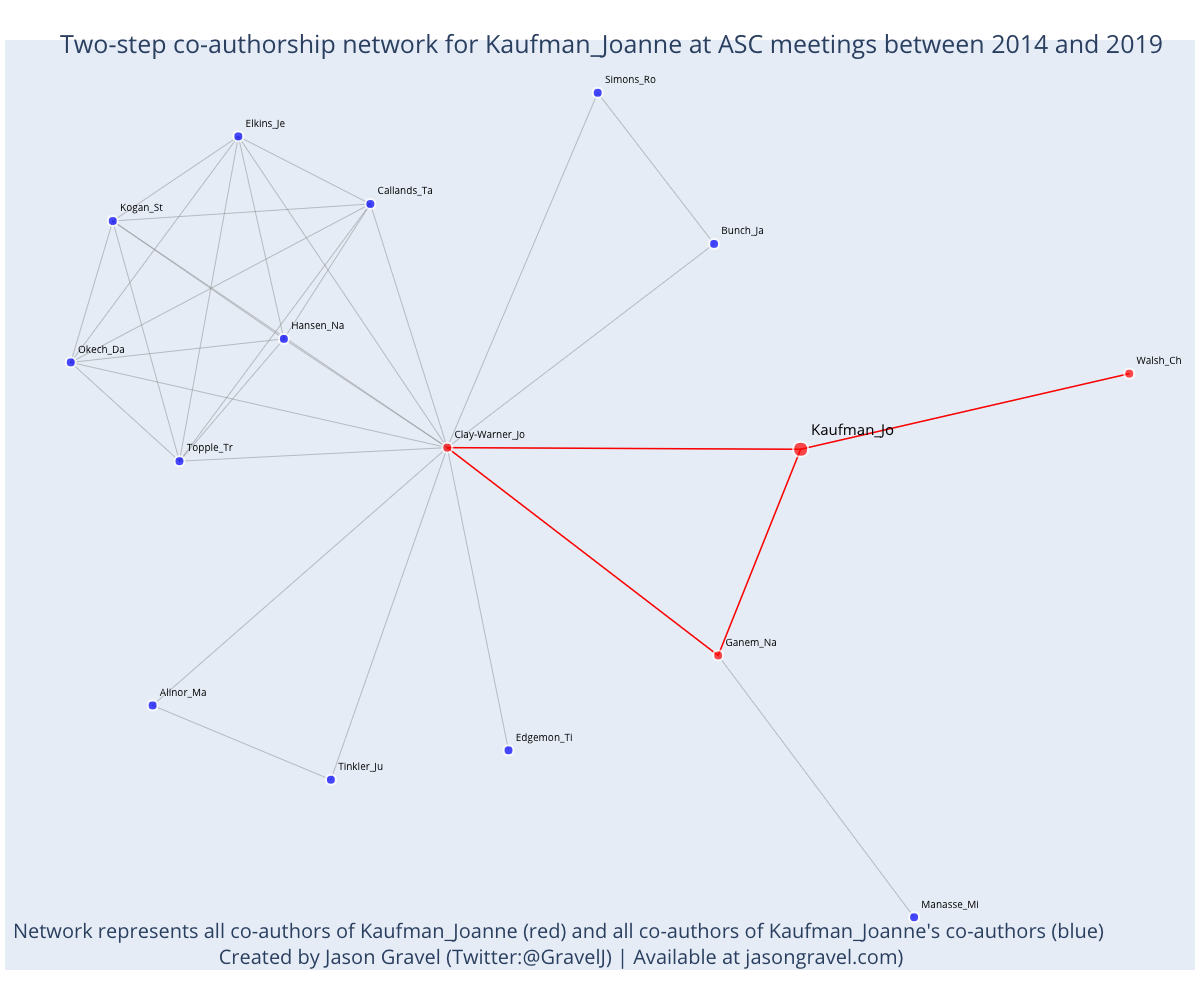 Two-step co-authorship network for Kaufman_Joanne at ASC meetings between 2014 and 2019
Simons_Ro
Elkins_Je
Callands_Ta
Kogan_St
Bunch_Ja
Hansen_Na
Okech_Da
Walsh_Ch
Kaufman_Jo
Clay-Warner_Jo
Topple_Tr
Ganem_Na
Alinor_Ma
Edgemon_Ti
Tinkler_Ju
Manasse_Mi
Network represents all co-authors of Kaufman_Joanne (red) and all co-authors of Kaufman_Joanne's co-authors (blue)
Created by Jason Gravel (Twitter:@GravelJ) | Available at jasongravel.com)